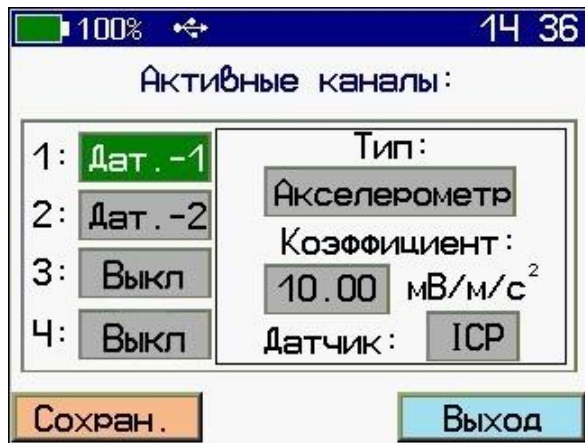 100% 14 36
Активные каналы:
1: Дат.-1
2: Дат.-2
3: Выкл
4: Выкл
Тип:
Акселерометр
Коэффициент:
10.00 мВ/м/с²
Датчик: ICP
Сохран. Выход